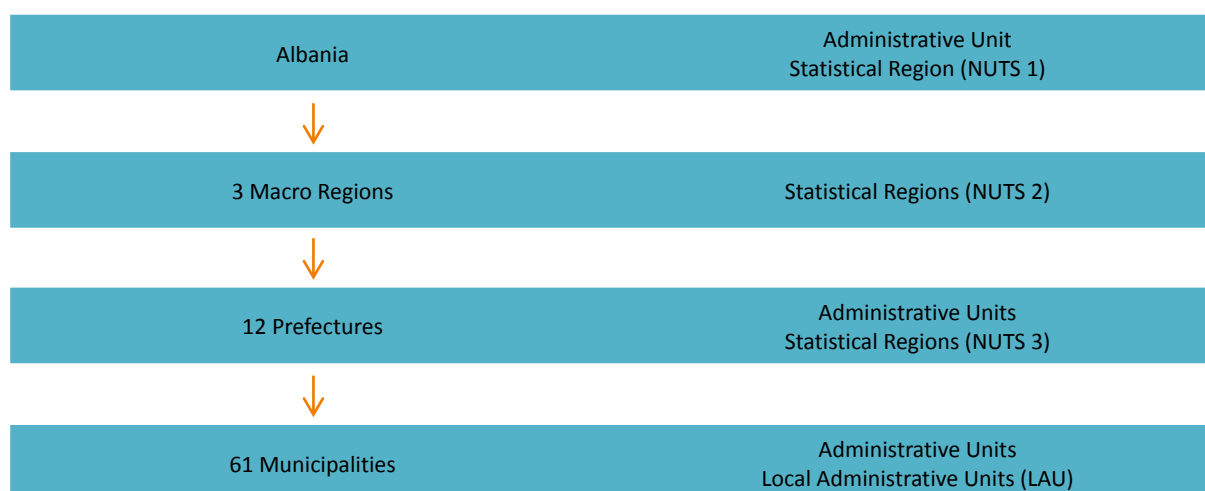 Albania
Administrative Unit
Statistical Region (NUTS 1)
3 Macro Regions
Statistical Regions (NUTS 2)
12 Prefectures
Administrative Units
Statistical Regions (NUTS 3)
61 Municipalities
Administrative Units
Local Administrative Units (LAU)